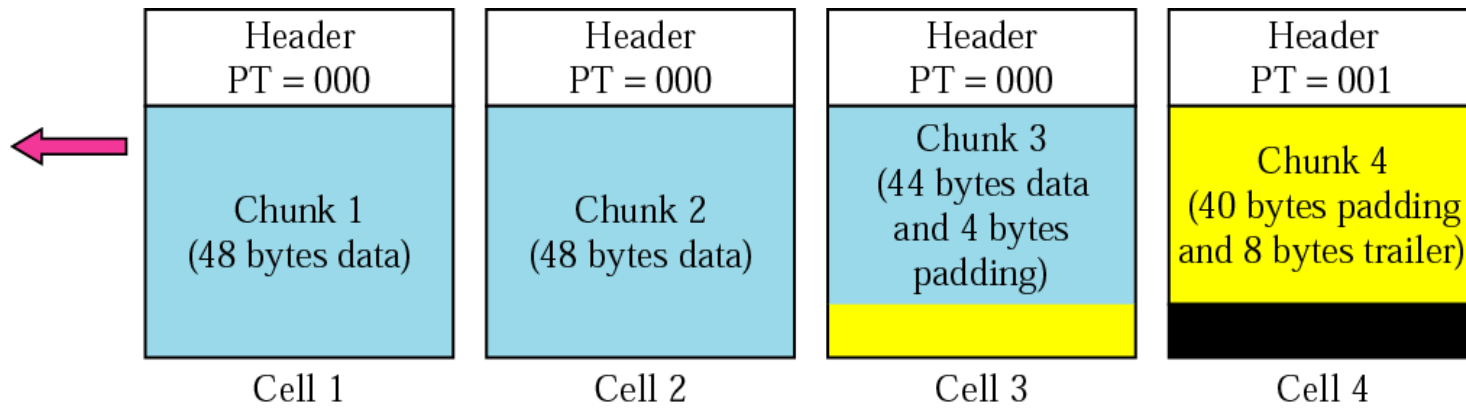 Header
PT = 000
Chunk 1
(48 bytes data)
Cell 1
Header
PT = 000
Chunk 2
(48 bytes data)
Cell 2
Header
PT = 000
Chunk 3
(44 bytes data
and 4 bytes
padding)
Cell 3
Header
PT = 001
Chunk 4
(40 bytes padding
and 8 bytes trailer)
Cell 4